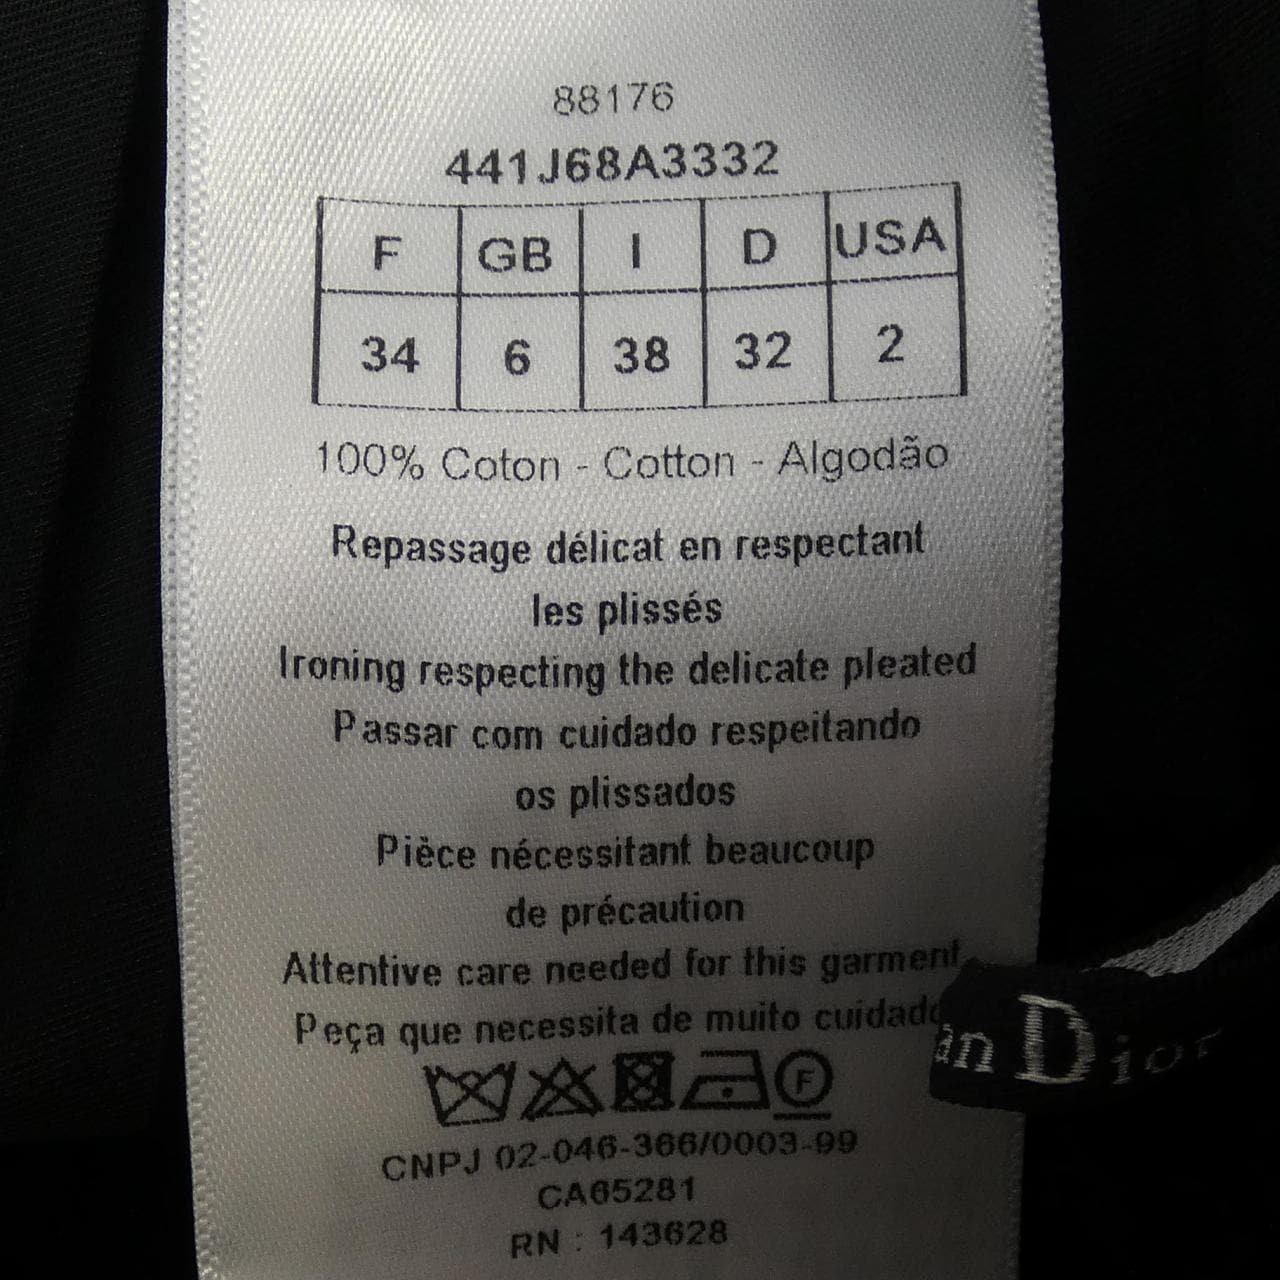 88176
441J68A3332
F GB I D USA
34 6 38 32 2
100% Coton - Cotton - Algodão
Repassage délicat en respectant
les plissés
Ironing respecting the delicate pleated
Passar com cuidado respeitando
os plissados
Pièce nécessitant beaucoup
de précaution
Attentive care needed for this garment
Peça que necessita de muito cuidado
an Dior
F
CNPJ 02-046-366/0003-99
CA65281
RN : 143628